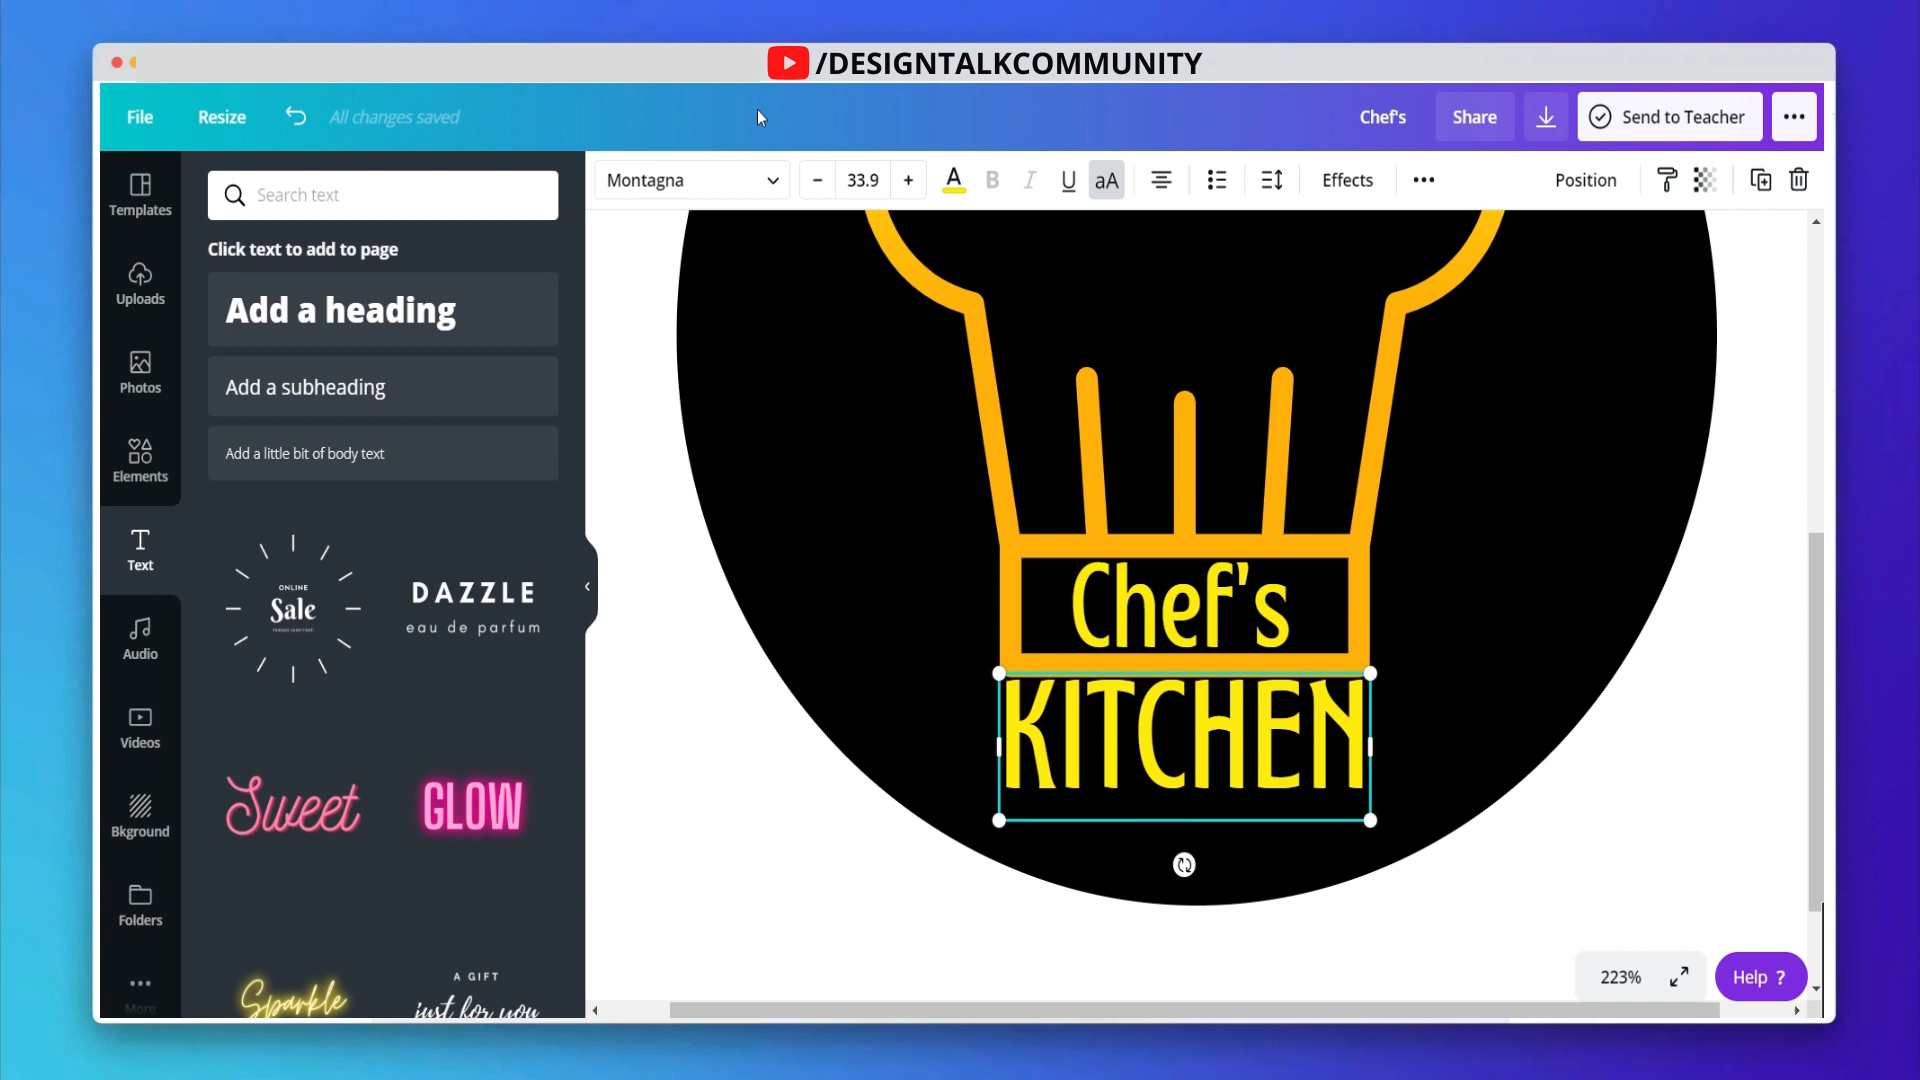 /DESIGNTALKCOMMUNITY
File
Resize
All changes saved
Chef's
Share
Send to Teacher
Templates
Uploads
Photos
Elements
Text
Audio
Videos
Bkground
Folders
More
Search text
Click text to add to page
Add a heading
Add a subheading
Add a little bit of body text
ONLINE
Sale
DAZZLE
eau de parfum
Sweet
GLOW
Sparkle
A GIFT
just for you
Montagna
- 33.9 +
A B I U aA
Effects
Position
Chef's
KITCHEN
223%
Help ?